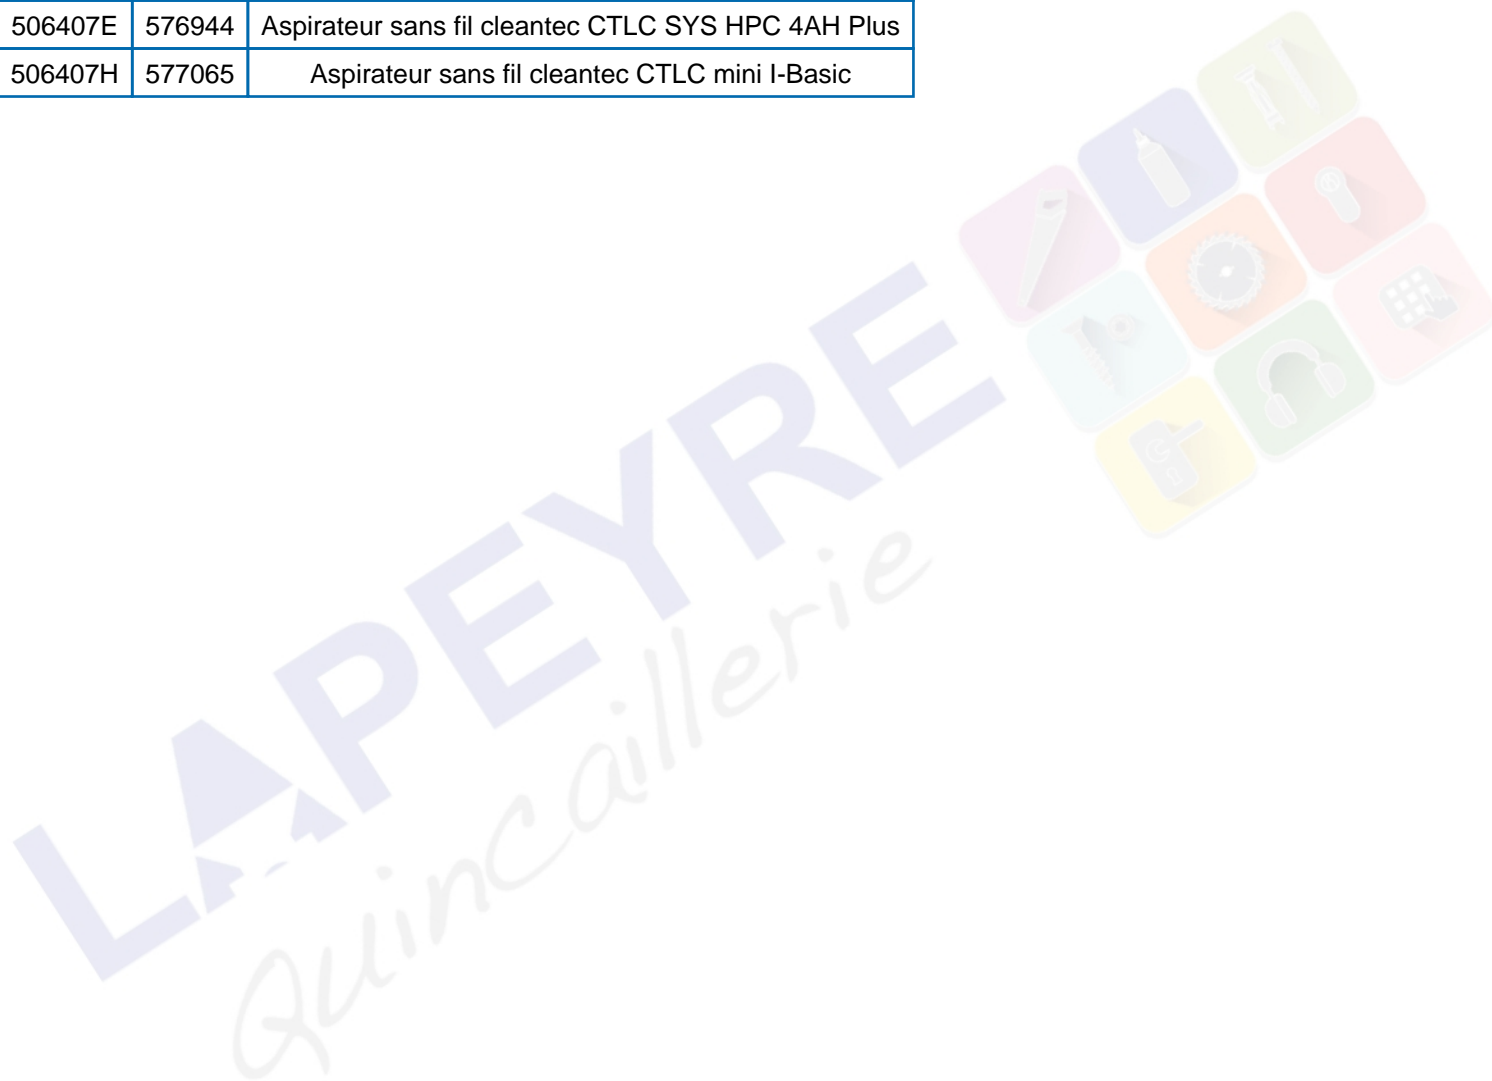 506407E 576944 Aspirateur sans fil cleantec CTLC SYS HPC 4AH Plus
506407H 577065 Aspirateur sans fil cleantec CTLC mini I-Basic
LAPEYRE
Quincaillerie